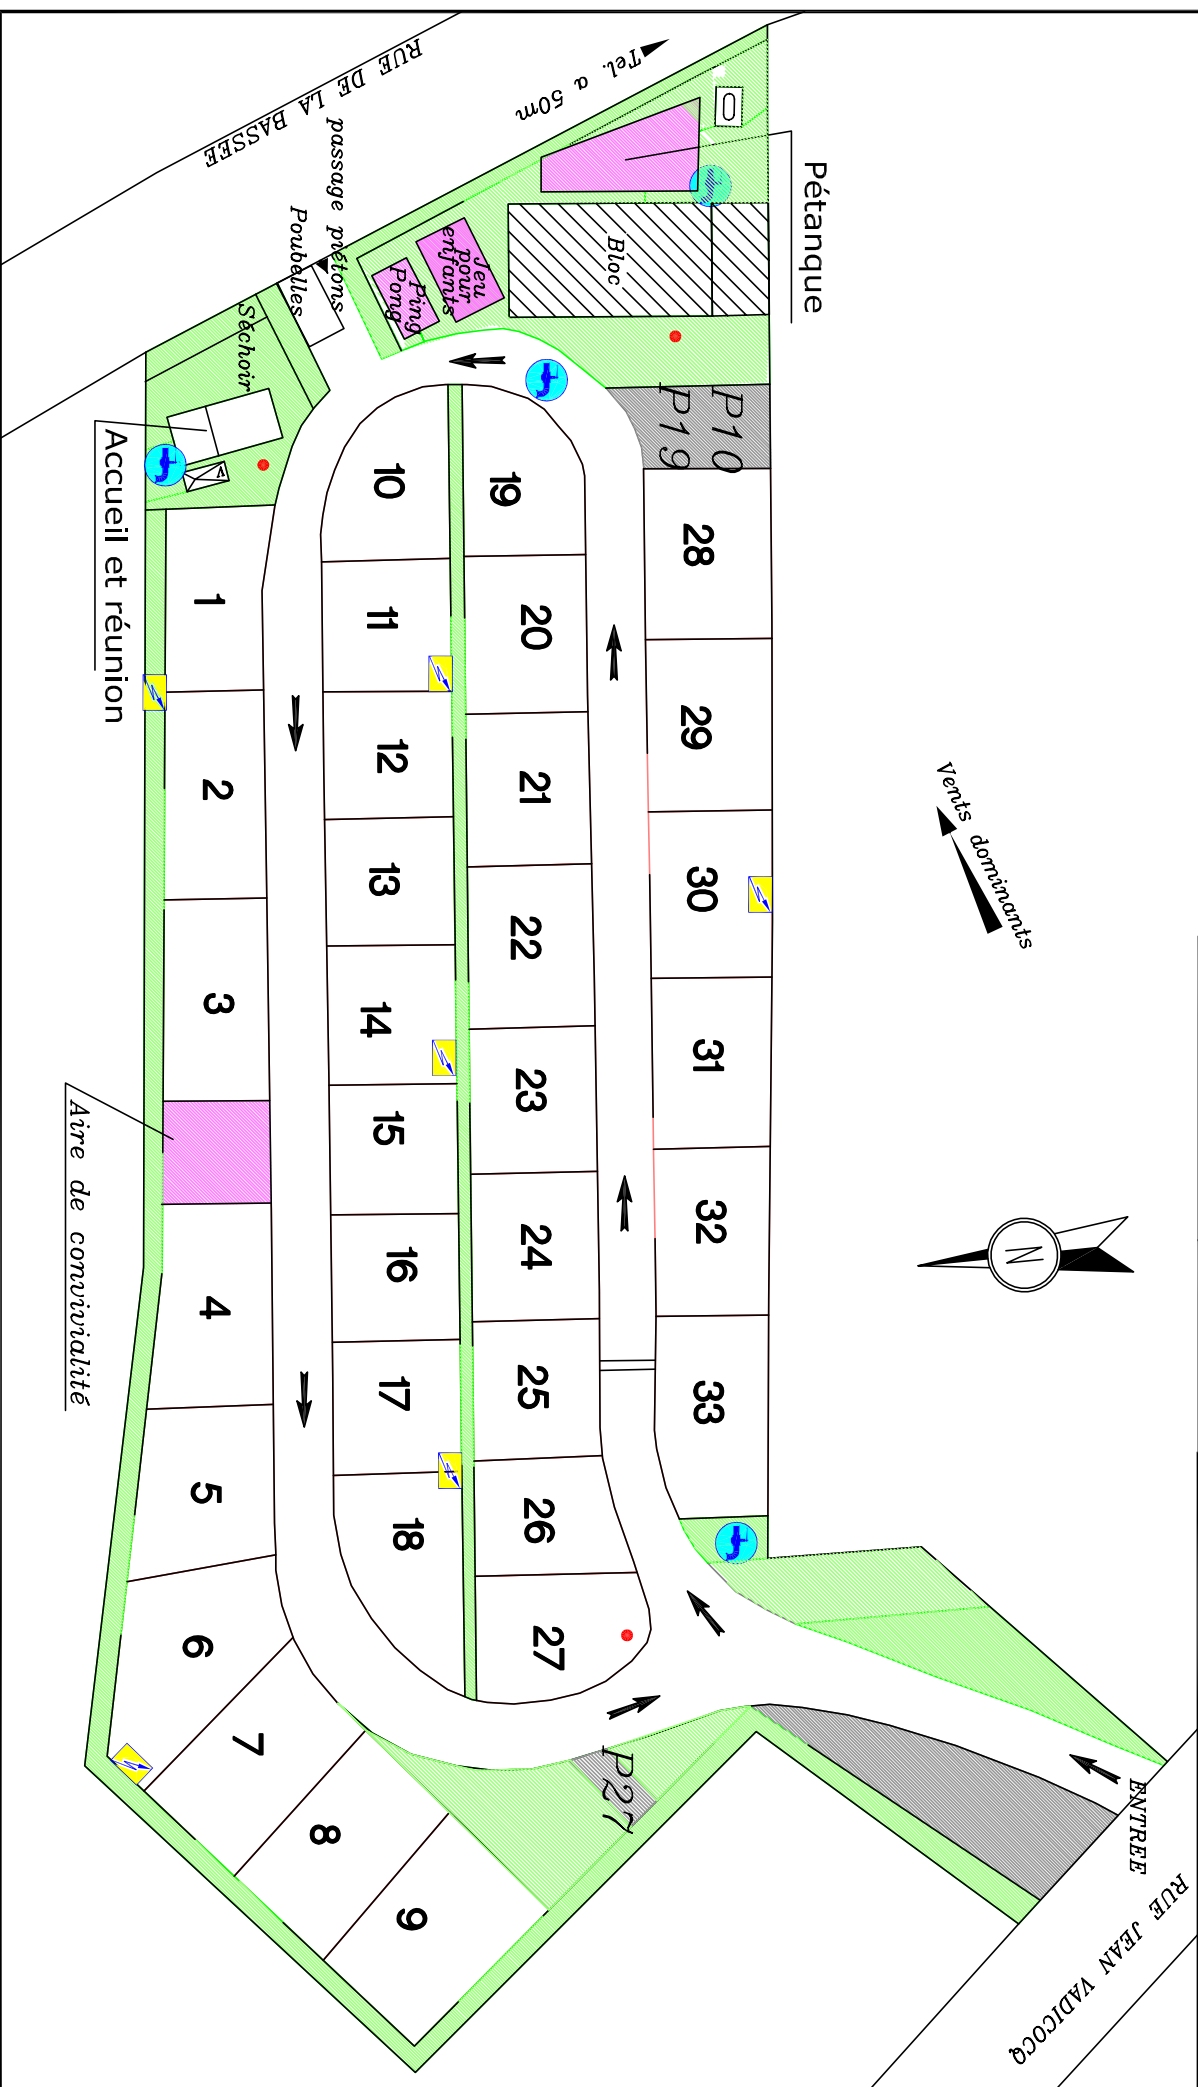 RUE DE LA BASSEE
Tel. a 50m
passage piétons
Poubelles
Pétanque
Bloc
Jeu
pour
enfants
Ping
Pong
Séchoir
Accueil et réunion
P10
P19
10
19
28
1
11
20
29
2
12
21
30
3
13
22
31
14
23
32
15
24
33
4
16
25
5
17
26
6
18
27
7
8
9
Vents dominants
N
Aire de convivialité
P27
ENTREE
RUE JEAN VADICOCQ